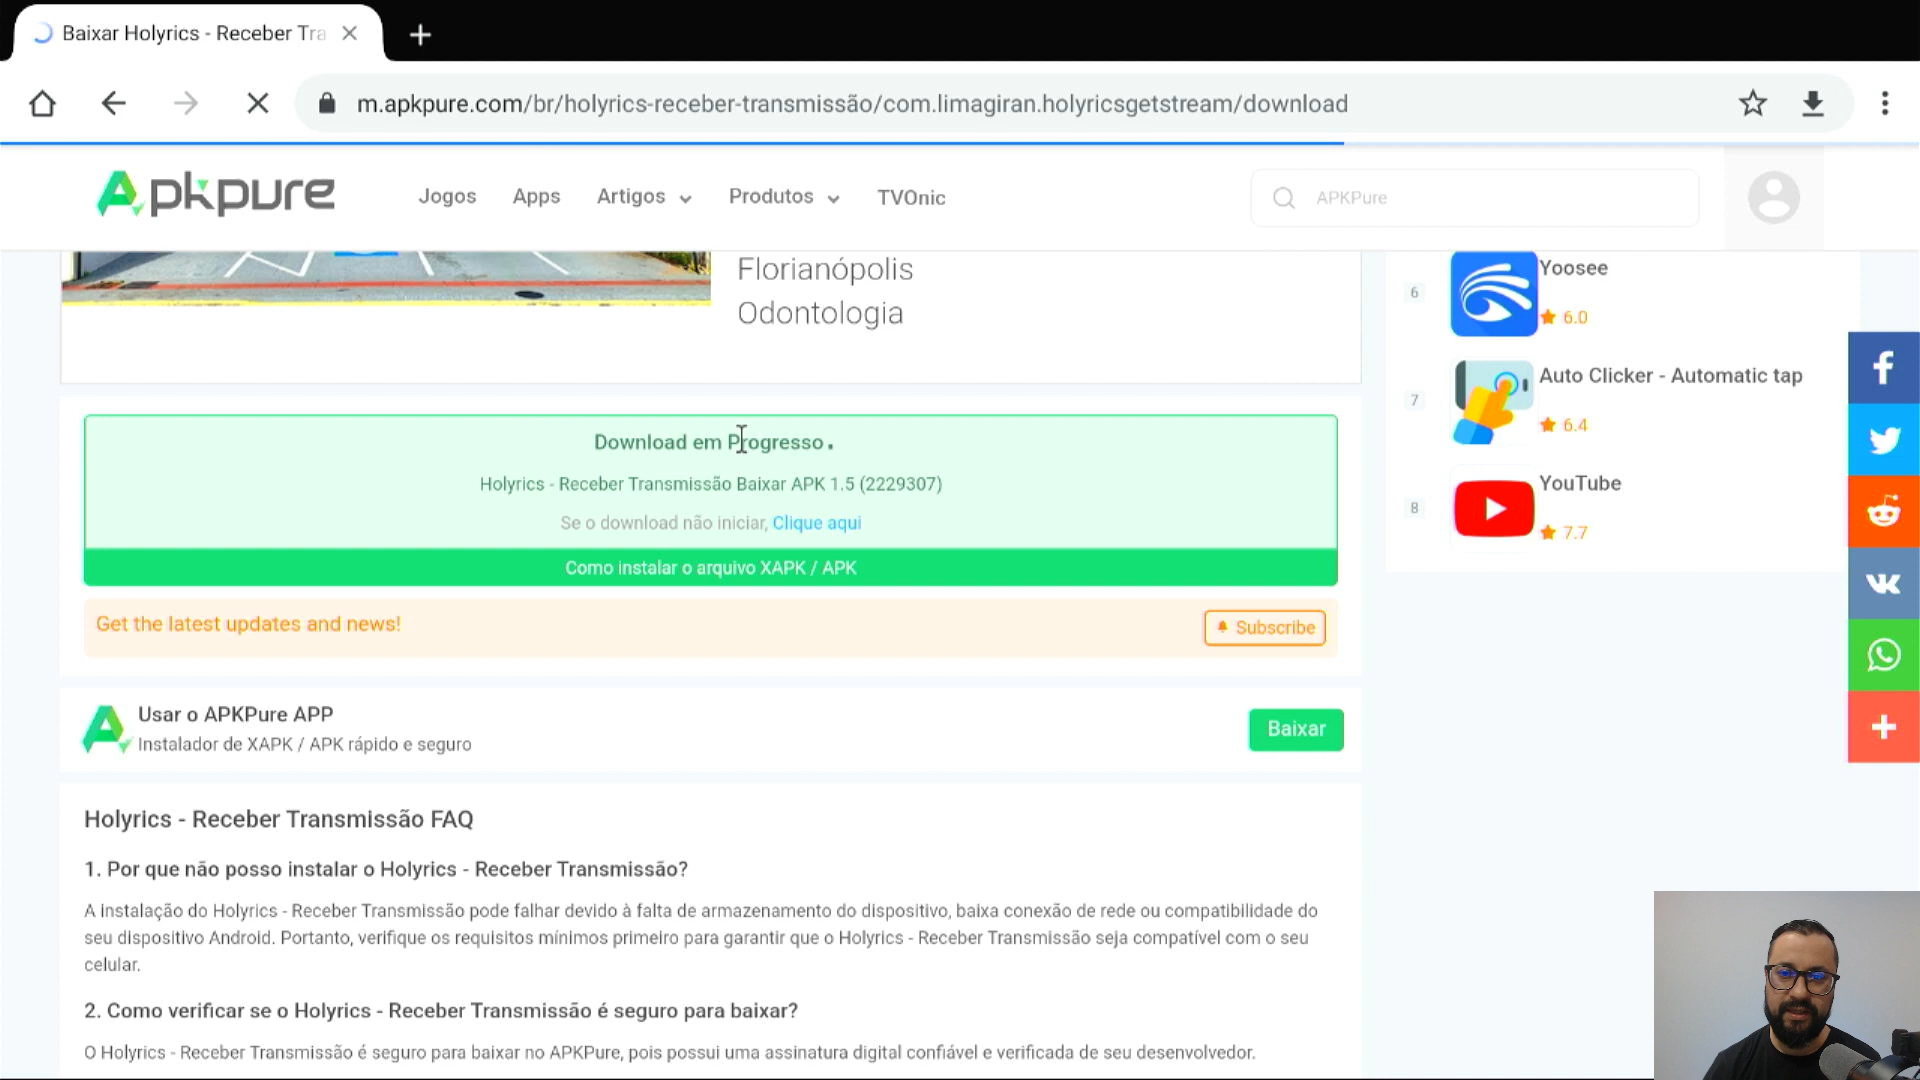 Baixar Holyrics - Receber Tra
m.apkpure.com/br/holyrics-receber-transmissão/com.limagiran.holyricsgetstream/download
Apkpure
Jogos
Apps
Artigos
Produtos
TVOnic
APKPure
Florianópolis
Odontologia
Download em Progresso.
Holyrics - Receber Transmissão Baixar APK 1.5 (2229307)
Se o download não iniciar, Clique aqui
Como instalar o arquivo XAPK / APK
Get the latest updates and news!
Subscribe
Usar o APKPure APP
Instalador de XAPK / APK rápido e seguro
Baixar
Holyrics - Receber Transmissão FAQ
1. Por que não posso instalar o Holyrics - Receber Transmissão?
A instalação do Holyrics - Receber Transmissão pode falhar devido à falta de armazenamento do dispositivo, baixa conexão de rede ou compatibilidade do
seu dispositivo Android. Portanto, verifique os requisitos mínimos primeiro para garantir que o Holyrics - Receber Transmissão seja compatível com o seu
celular.
2. Como verificar se o Holyrics - Receber Transmissão é seguro para baixar?
O Holyrics - Receber Transmissão é seguro para baixar no APKPure, pois possui uma assinatura digital confiável e verificada de seu desenvolvedor.
6
Yoosee
6.0
7
Auto Clicker - Automatic tap
6.4
8
YouTube
7.7